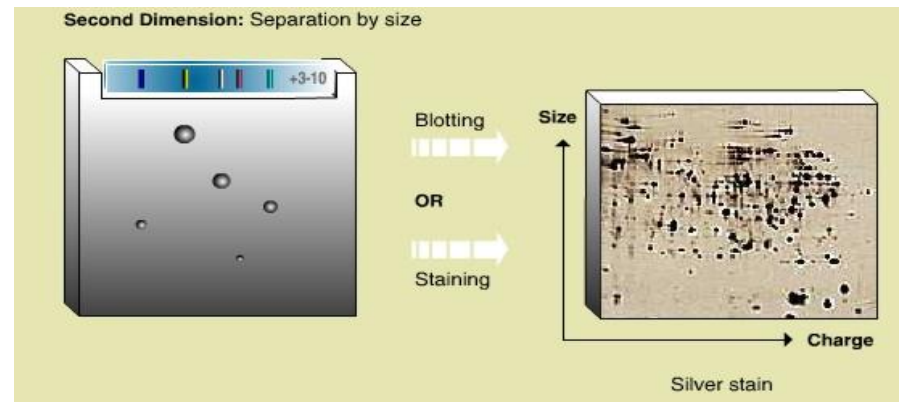 Second Dimension: Separation by size
+3-10
Blotting
OR
Staining
Size
Charge
Silver stain